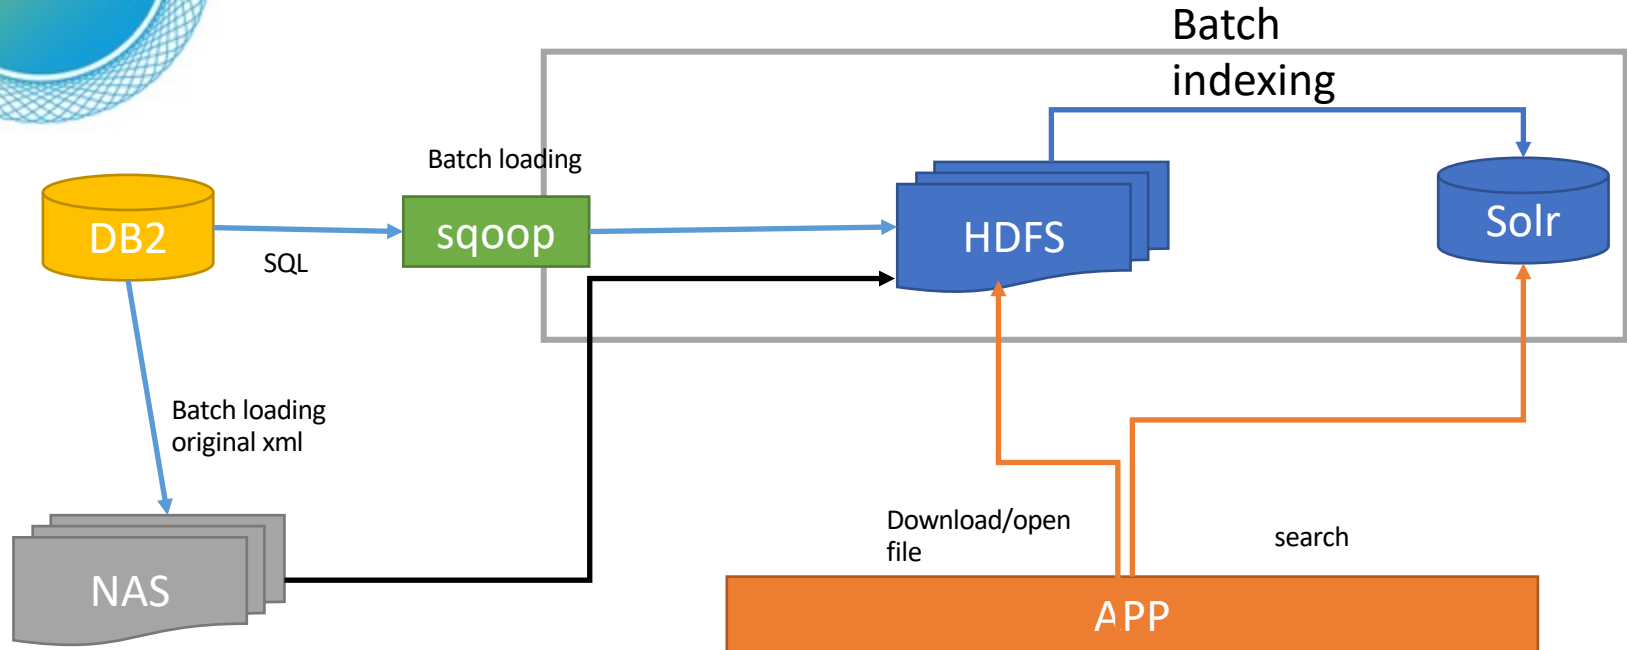 Batch
indexing
Batch loading
DB2
sqoop
HDFS
Solr
SQL
Batch loading
original xml
Download/open
file
search
NAS
APP